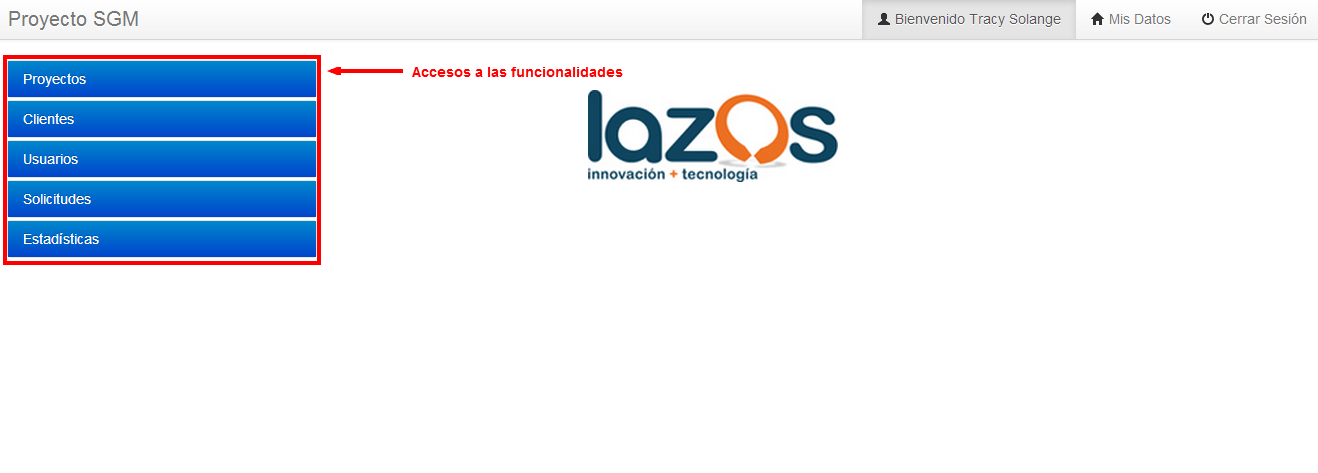 Proyecto SGM
Bienvenido Tracy Solange
Mis Datos
Cerrar Sesión
Proyectos
Clientes
Usuarios
Solicitudes
Estadísticas
Accesos a las funcionalidades
lazos
innovación + tecnología